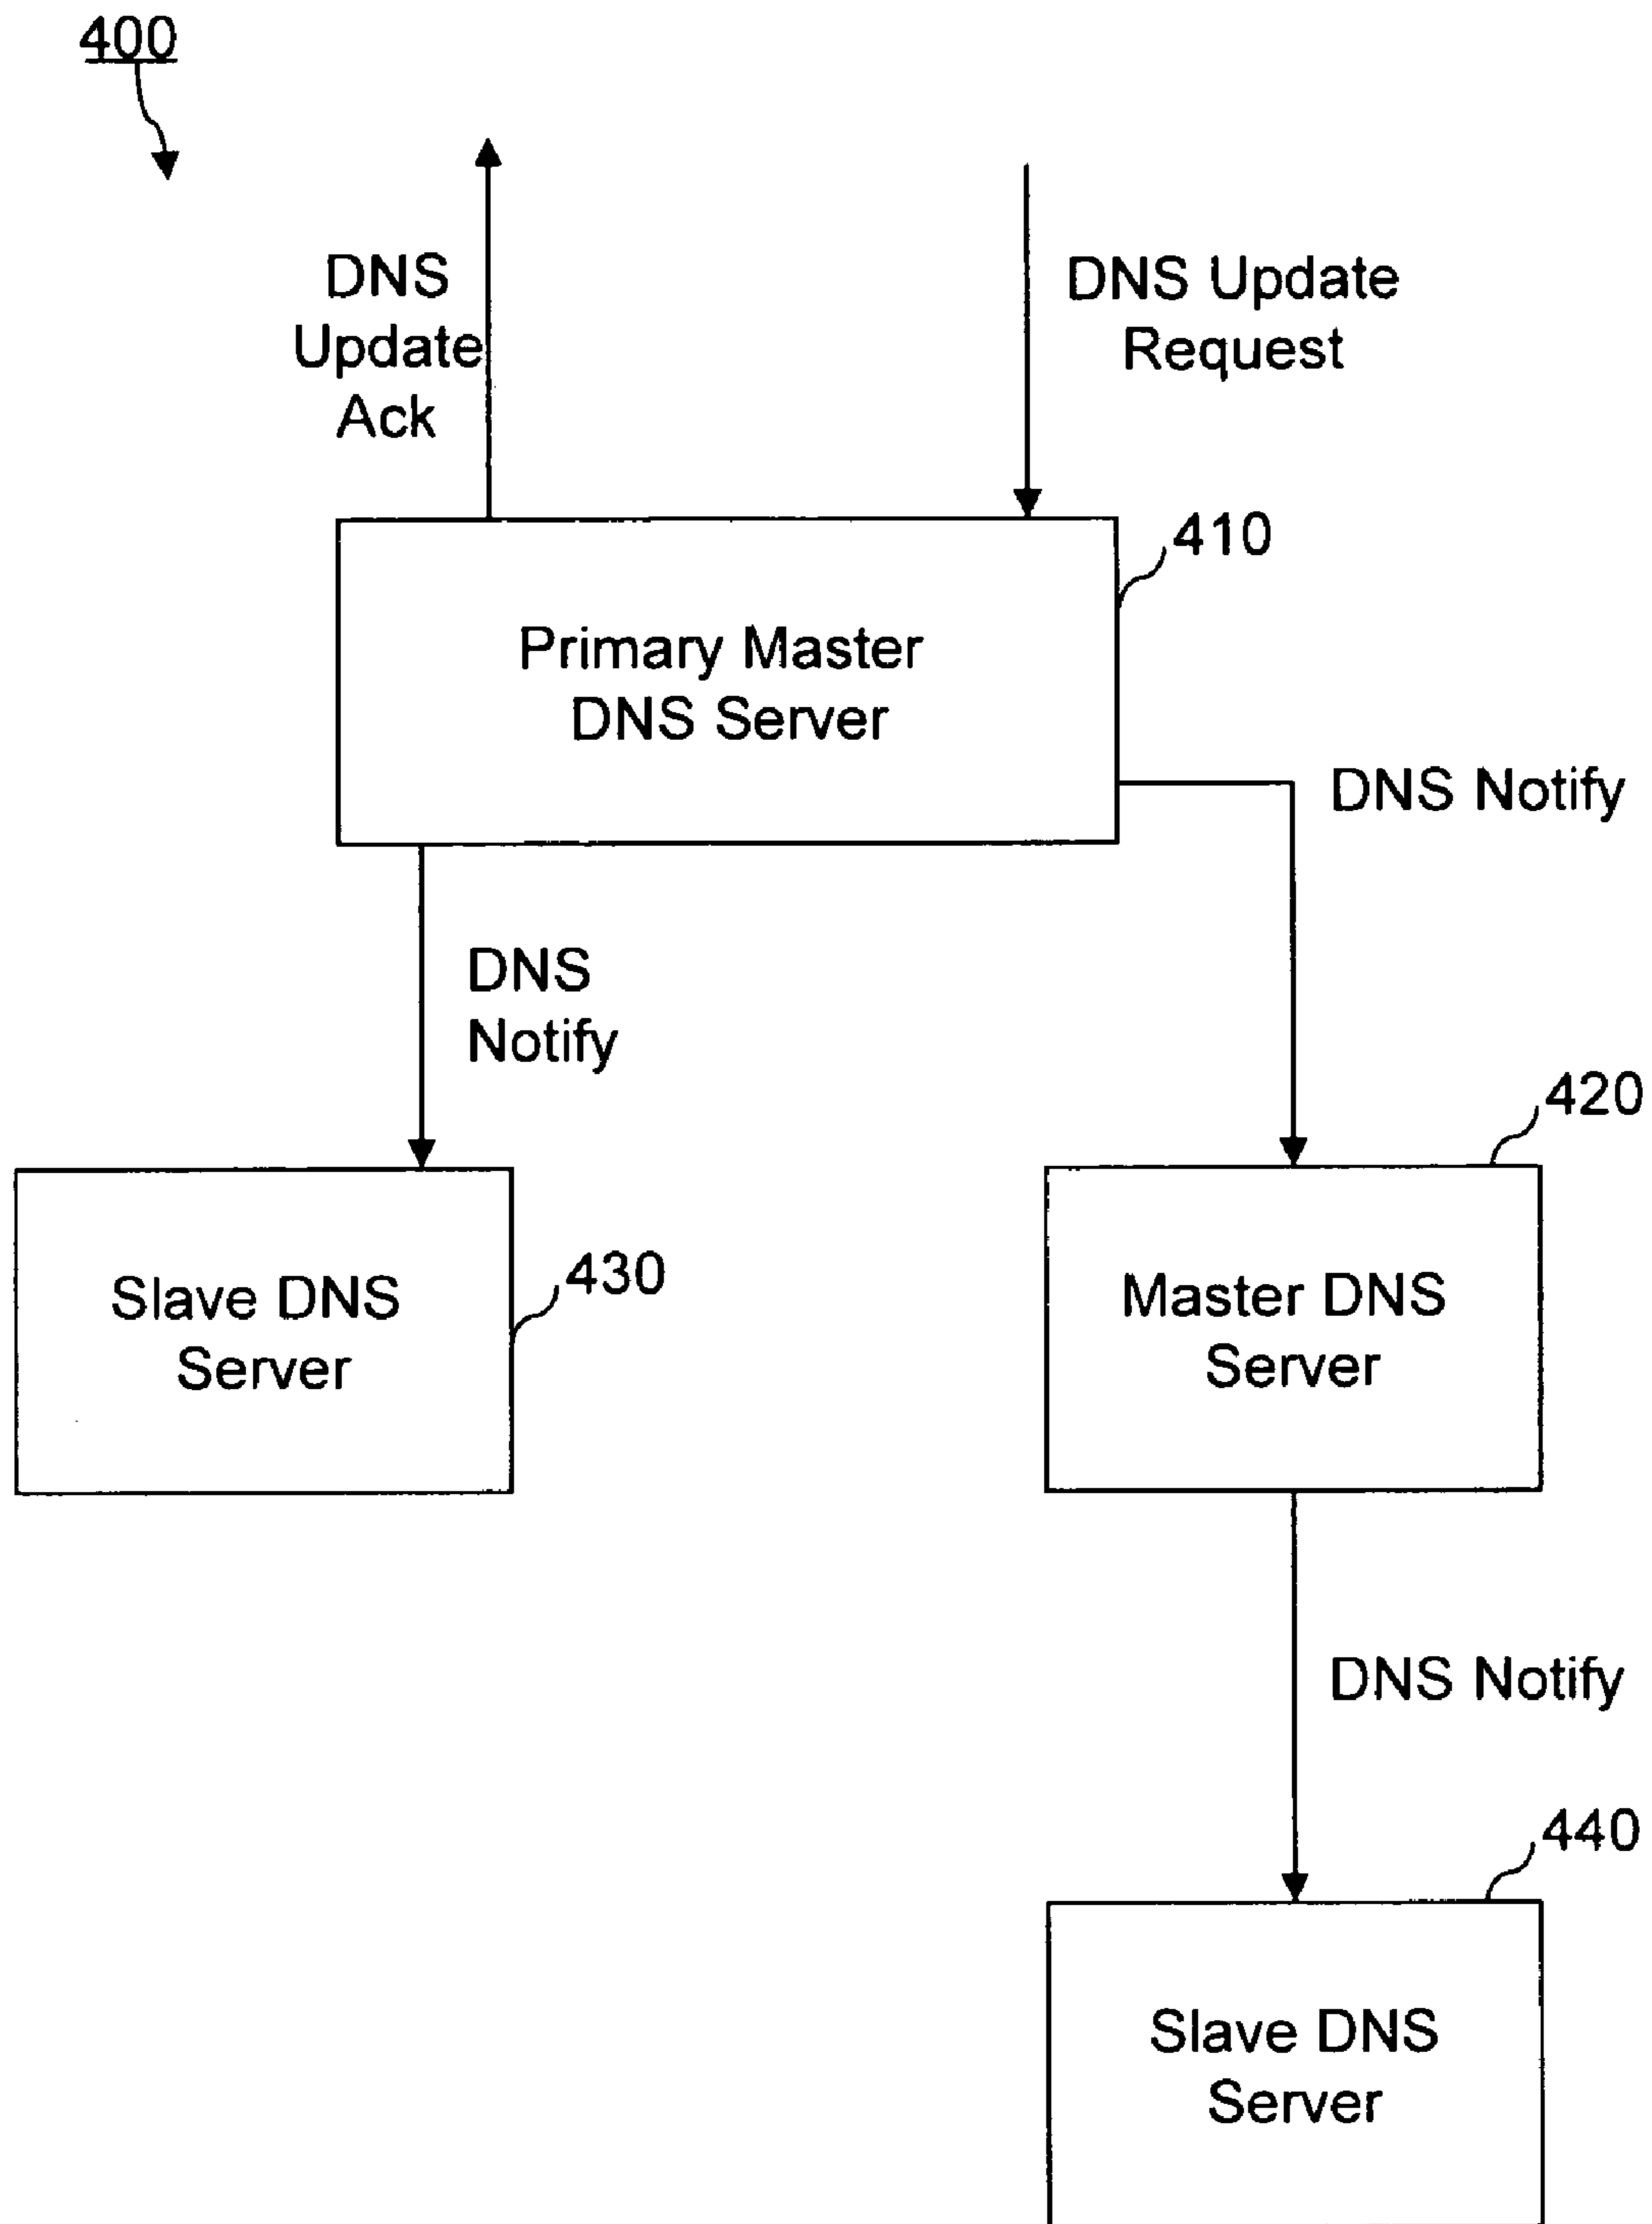 400
DNS
Update
Ack
DNS Update
Request
410
Primary Master
DNS Server
DNS Notify
DNS
Notify
420
430
Slave DNS
Server
Master DNS
Server
DNS Notify
440
Slave DNS
Server